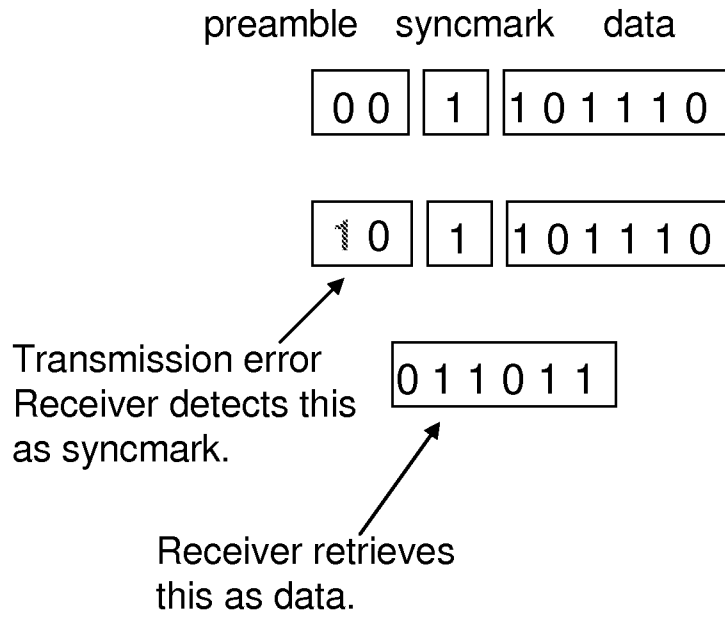 preamble syncmark data
0 0 1 1 0 1 1 1 0
1 0 1 1 0 1 1 1 0
Transmission error
Receiver detects this
as syncmark.
0 1 1 0 1 1
Receiver retrieves
this as data.